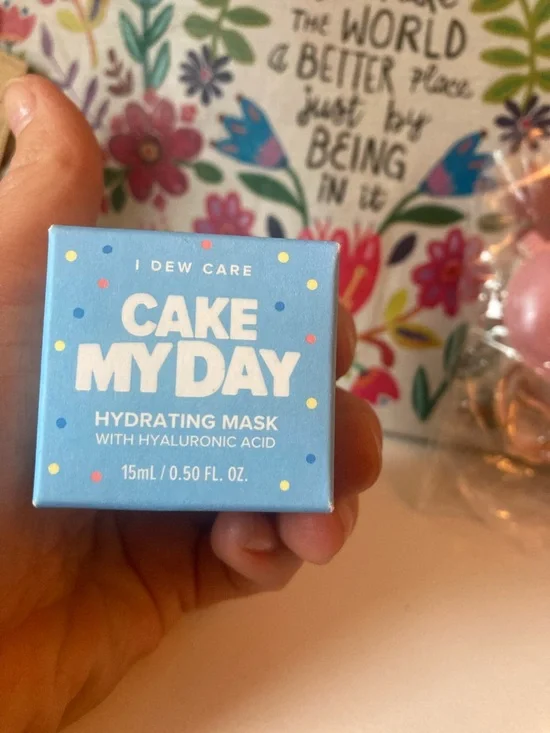 THE WORLD
a BETTER Place
just by
BEING
iN it
I DEW CARE
CAKE
MY DAY
HYDRATING MASK
WITH HYALURONIC ACID
15mL / 0.50 FL. OZ.